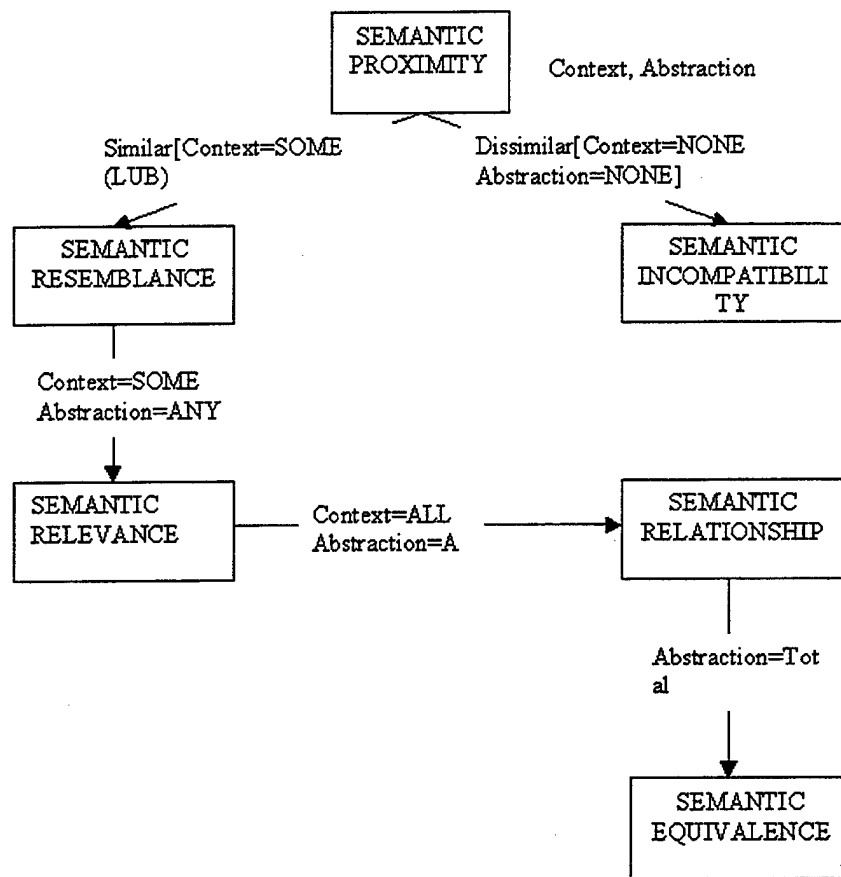 SEMANTIC
PROXIMITY
Context, Abstraction
Similar[Context=SOME
(LUB)
Dissimilar[Context=NONE
Abstraction=NONE]
SEMANTIC
RESEMBLANCE
SEMANTIC
INCOMPATIBILI
TY
Context=SOME
Abstraction=ANY
SEMANTIC
RELEVANCE
Context=ALL
Abstraction=A
SEMANTIC
RELATIONSHIP
Abstraction=Tot
al
SEMANTIC
EQUIVALENCE